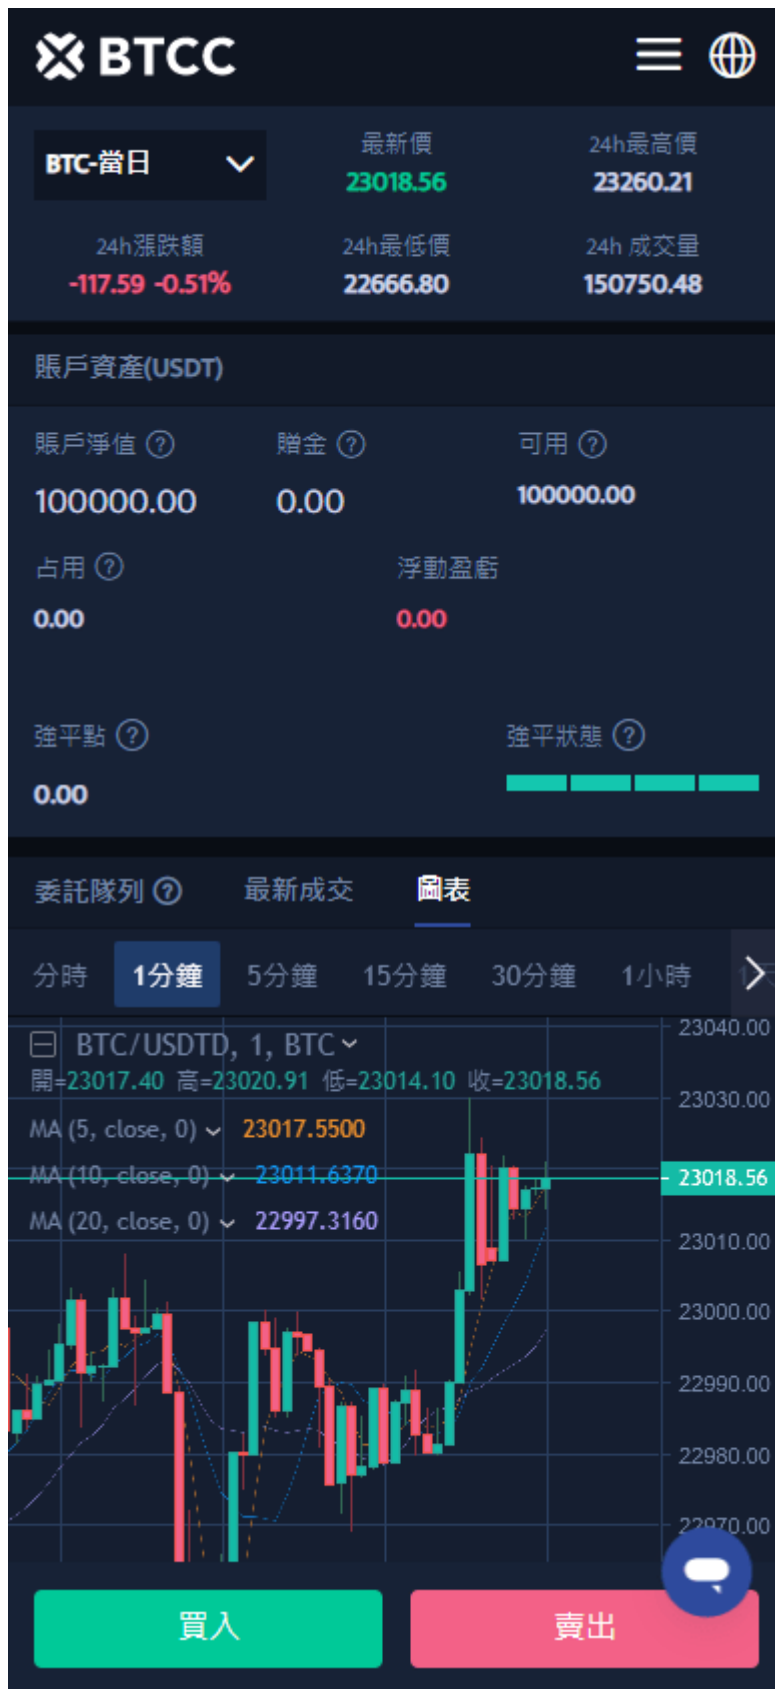 BTCC
BTC-當日
最新價
23018.56
24h最高價
23260.21
24h漲跌額
-117.59 -0.51%
24h最低價
22666.80
24h 成交量
150750.48
賬戶資產(USDT)
賬戶淨值 ?
100000.00
贈金 ?
0.00
可用 ?
100000.00
占用 ?
0.00
浮動盈虧
0.00
強平點 ?
0.00
強平狀態 ?
委託隊列 ?
最新成交
圖表
分時 1分鐘 5分鐘 15分鐘 30分鐘 1小時
BTC/USDTD, 1, BTC
開=23017.40 高=23020.91 低=23014.10 收=23018.56
MA (5, close, 0) 23017.5500
MA (10, close, 0) 23011.6370
MA (20, close, 0) 22997.3160
23040.00
23030.00
23018.56
23010.00
23000.00
22990.00
22980.00
22970.00
買入
賣出